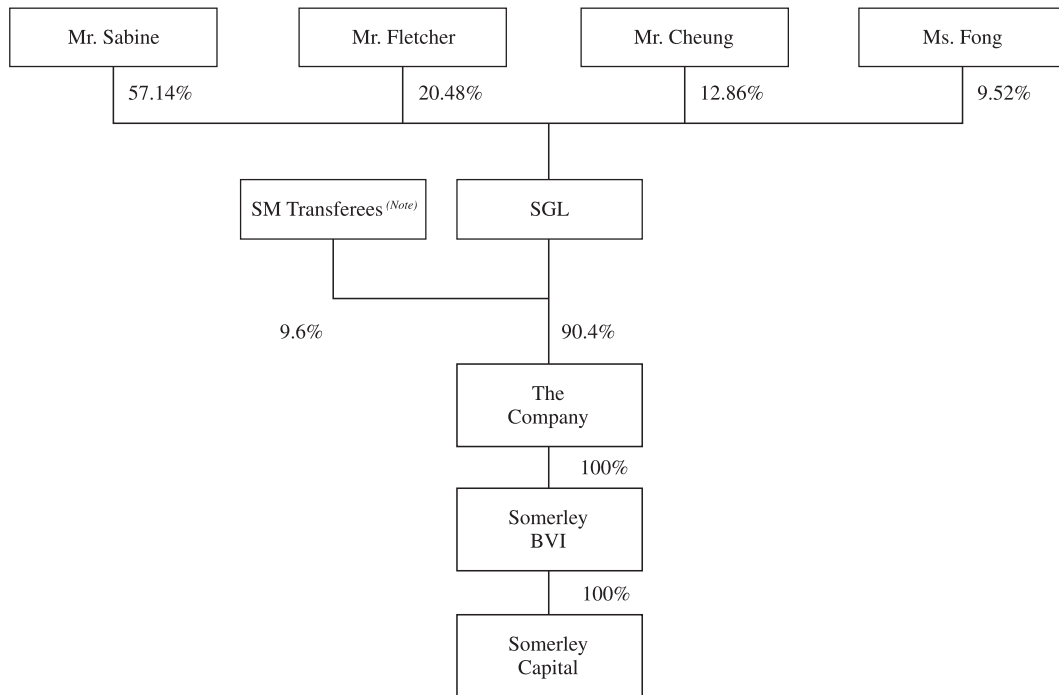 Mr. Sabine
Mr. Fletcher
Mr. Cheung
Ms. Fong
57.14%
20.48%
12.86%
9.52%
SM Transferees (Note)
SGL
9.6%
90.4%
The
Company
100%
Somerley
BVI
100%
Somerley
Capital